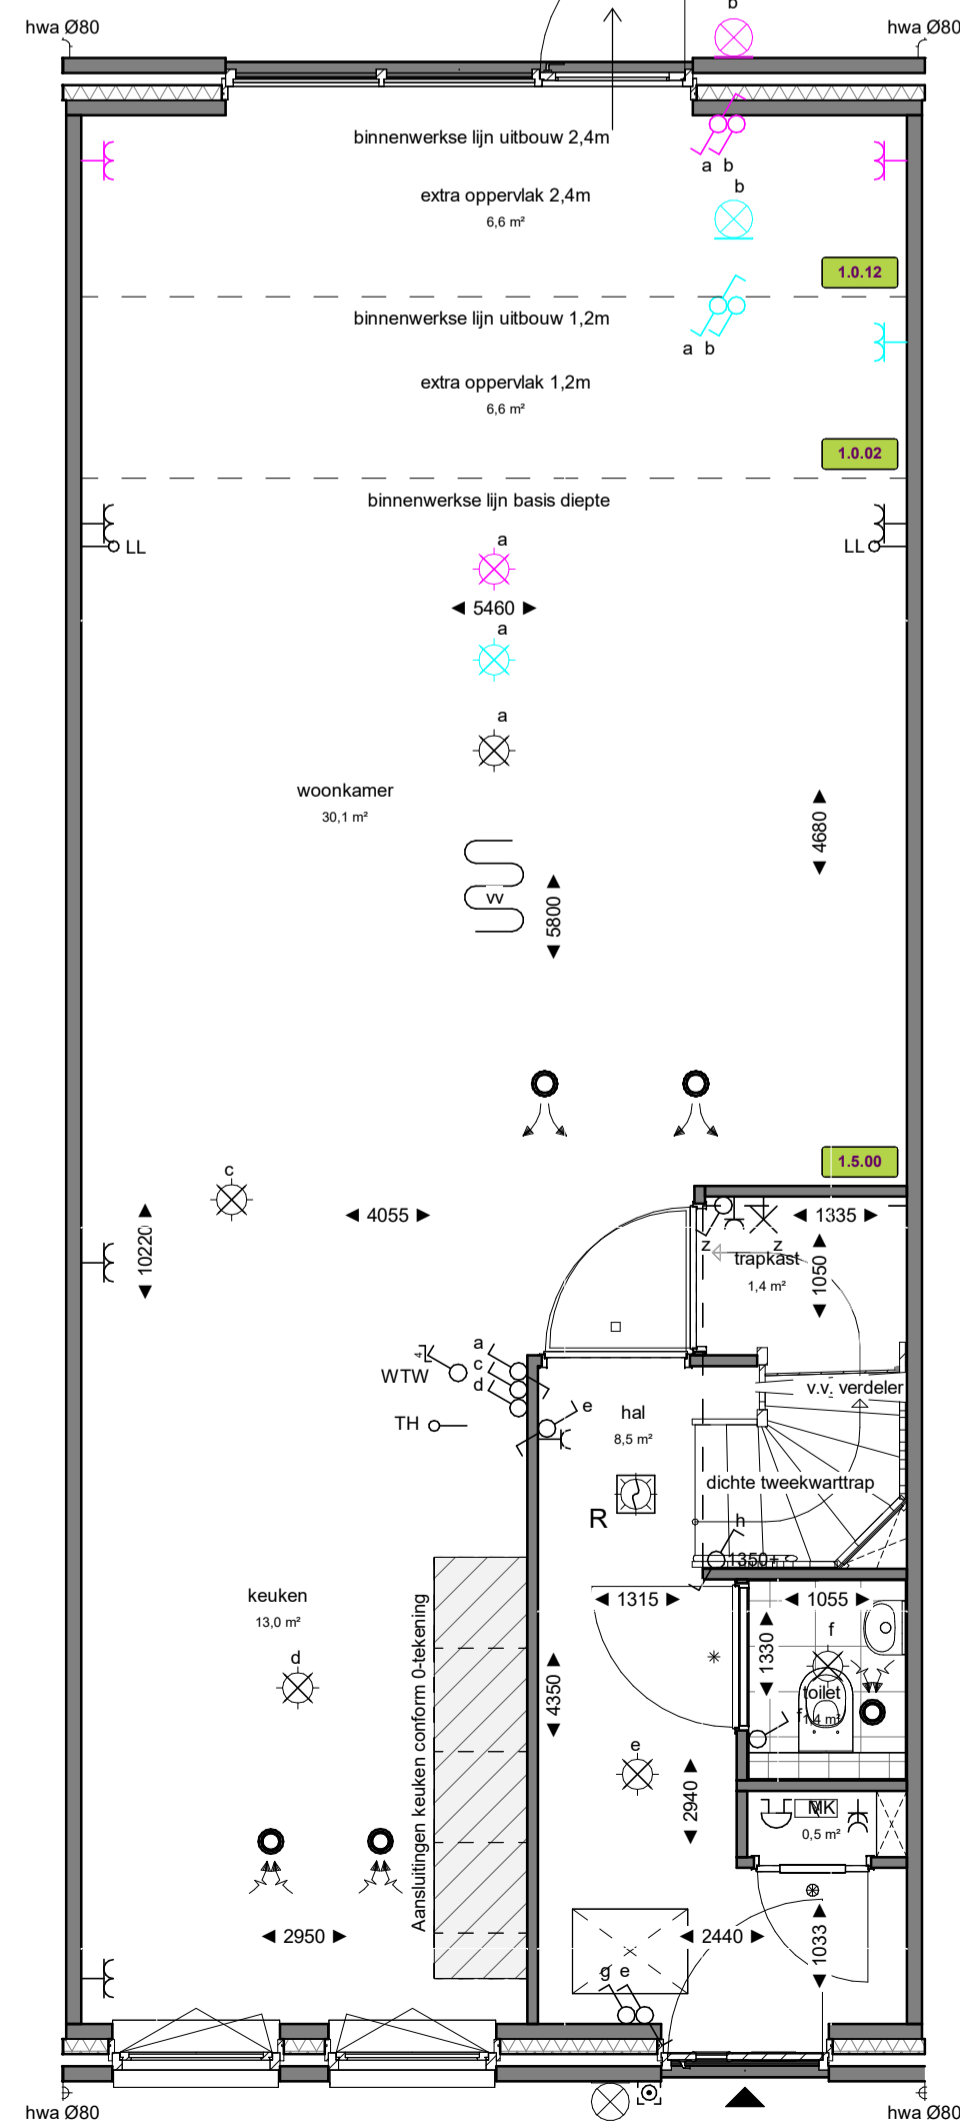 b
hwa Ø80
hwa Ø80
binnenwerkse lijn uitbouw 2,4m
a b
extra oppervlak 2,4m
6,6 m²
b
1.0.12
binnenwerkse lijn uitbouw 1,2m
a b
extra oppervlak 1,2m
6,6 m²
1.0.02
binnenwerkse lijn basis diepte
LL
LL
a
5460
a
a
woonkamer
30,1 m²
4680
vv
5800
1.5.00
c
4055
1335
10220
z
z
trapkast
1,4 m²
1050
4
WTW
a
c
d
v.v. verdeler
TH
e
hal
8,5 m²
dichte tweekwarttrap
R
h
1350+
keuken
13,0 m²
1315
1055
Aansluitingen keuken conform 0-tekening
1330
f
d
4350
toilet
1,4 m²
f
e
2940
MK
0,5 m²
2950
2440
1033
g e
hwa Ø80
hwa Ø80